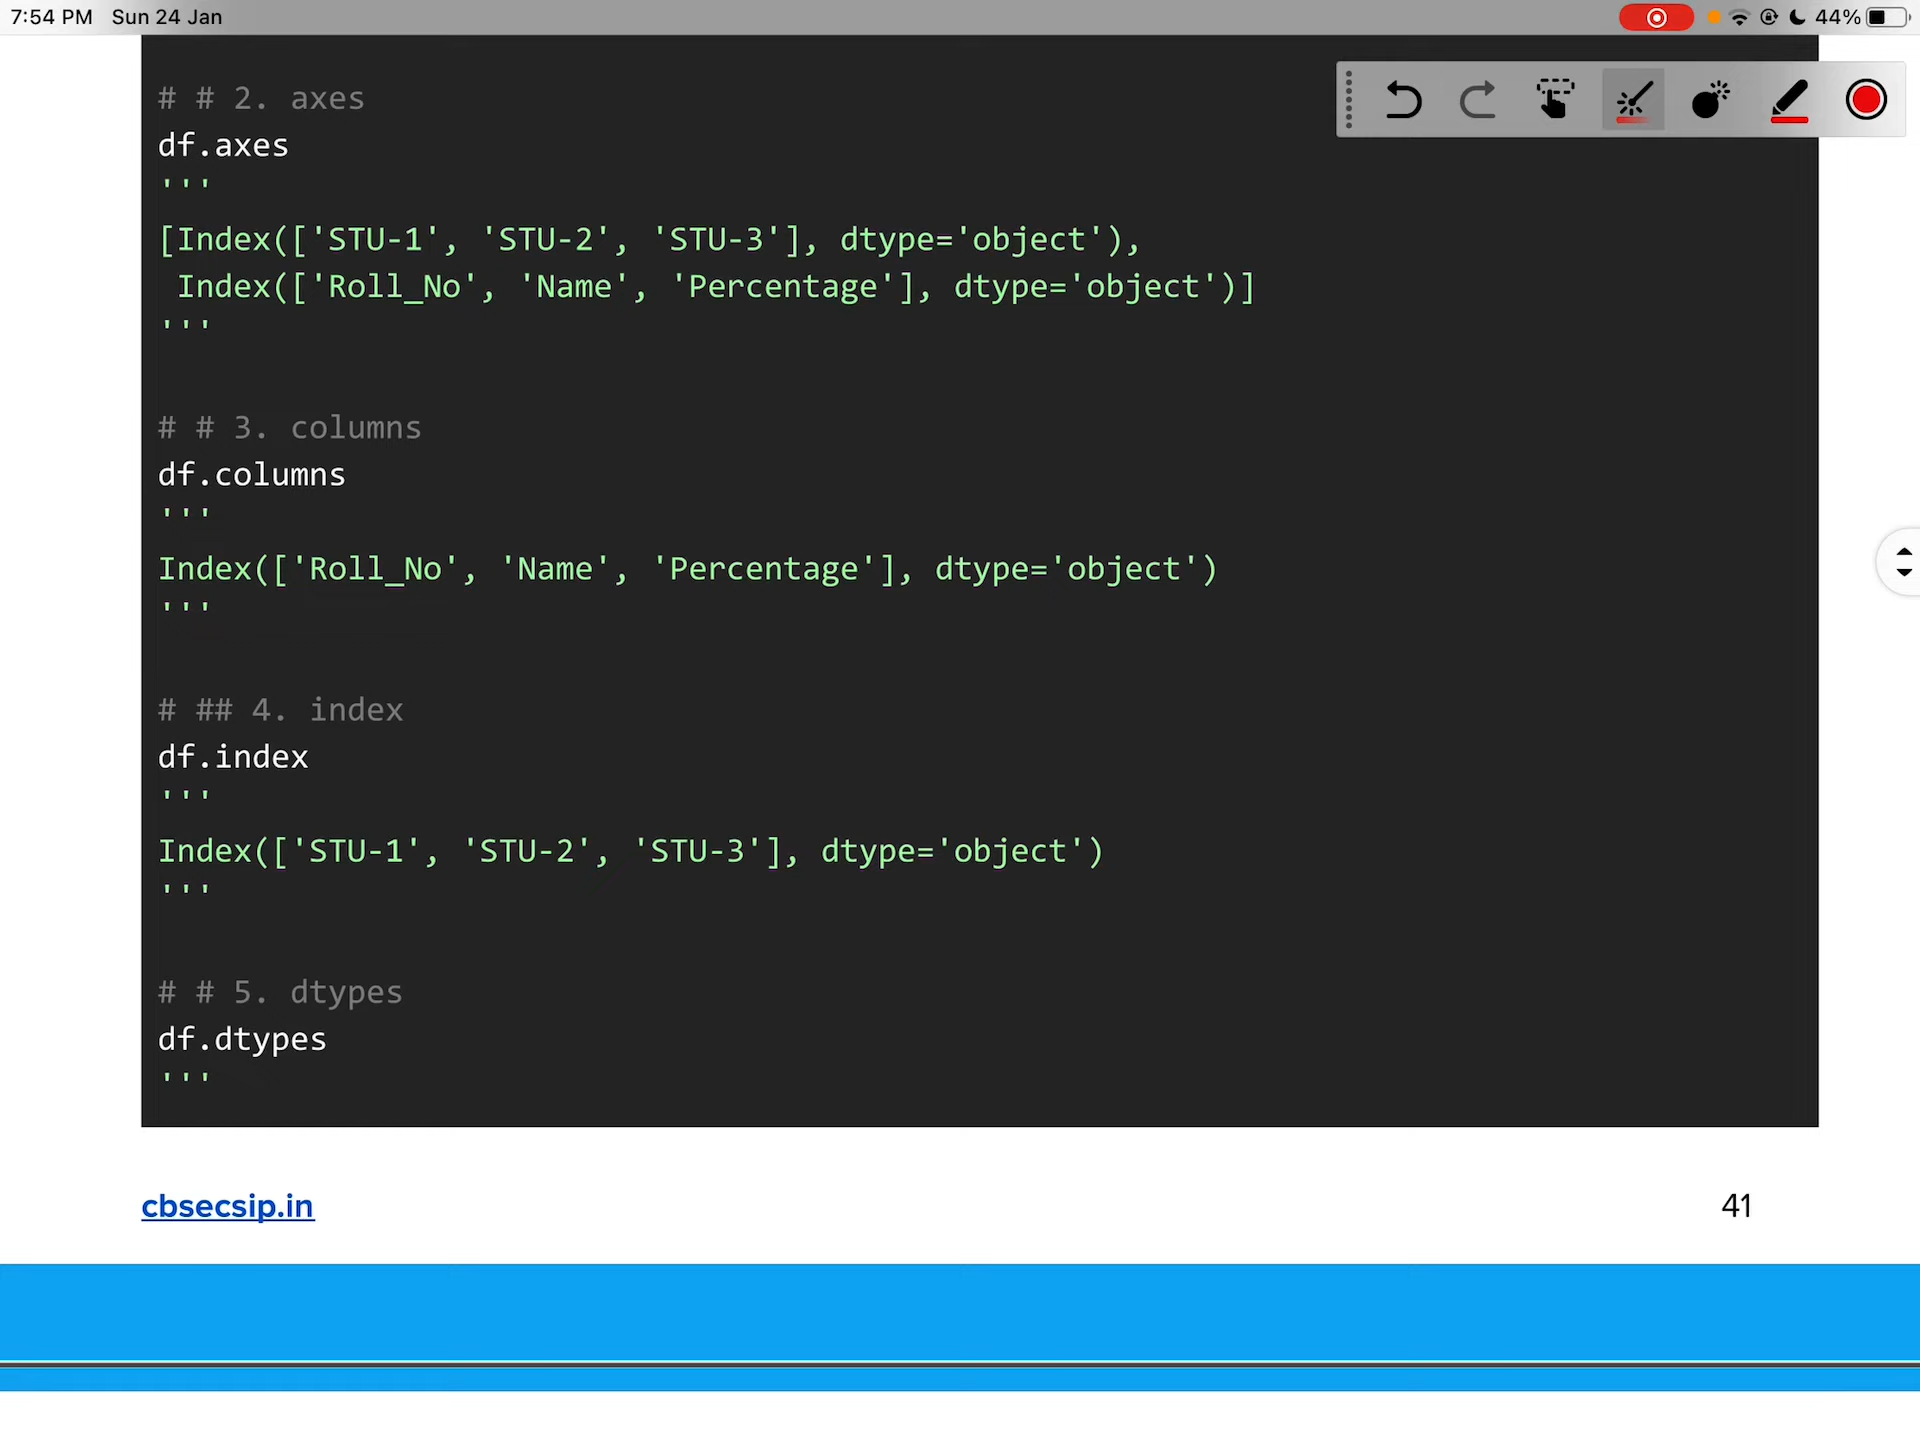 7:54 PM Sun 24 Jan 44%
# # 2. axes
df.axes
'''
[Index(['STU-1', 'STU-2', 'STU-3'], dtype='object'),
 Index(['Roll_No', 'Name', 'Percentage'], dtype='object')]
'''
# # 3. columns
df.columns
'''
Index(['Roll_No', 'Name', 'Percentage'], dtype='object')
'''
# ## 4. index
df.index
'''
Index(['STU-1', 'STU-2', 'STU-3'], dtype='object')
'''
# # 5. dtypes
df.dtypes
'''
cbsecsip.in 41